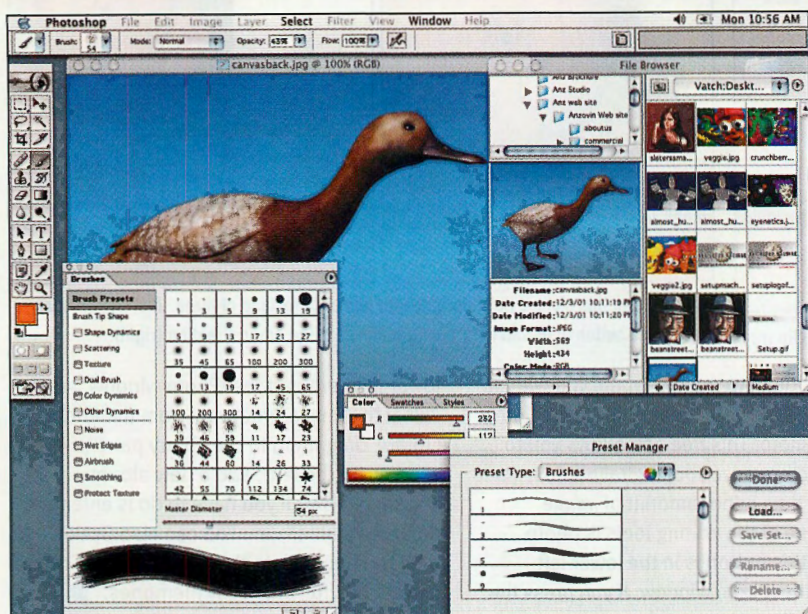 Photoshop File Edit Image Layer Select Filter View Window Help Mon 10:56 AM
Brush: 54 Mode: Normal Opacity: 63% Flow: 100%
canvasback.jpg @ 100% (RGB)
File Browser
Anz Brochure
Anz Studio
Anz web site
Anzovin Web site
aboutus
commercial
Vatch:Deskt...
sistersama... veggie.jpg crunchberr...
almost_hu... almost_hu... eyenetics.j...
veggie2.jpg setupmach... setuplogof...
beanstreet... beanstreet... Setup.gif
Filename:canvasback.jpg
Date Created:12/3/01 10:11:19 PM
Date Modified:12/3/01 10:11:20 PM
Image Format:JPEG
Width:569
Height:434
Color Mode:RGB
Date Created Medium
Brushes
Brush Presets
Brush Tip Shape
Shape Dynamics
Scattering
Texture
Dual Brush
Color Dynamics
Other Dynamics
Noise
Wet Edges
Airbrush
Smoothing
Protect Texture
1 3 5 9 13 19
5 9 13 17 21 27
35 45 65 100 200 300
9 13 19 17 45 65
100 200 300 14 24 27
39 46 59 11 17 23
36 44 60 14 26 33
42 55 70 112 134 74
Master Diameter 54 px
Color Swatches Styles
R 232
G 112
B
Preset Manager
Preset Type: Brushes
1
3
5
9
Done
Load...
Save Set...
Rename...
Delete